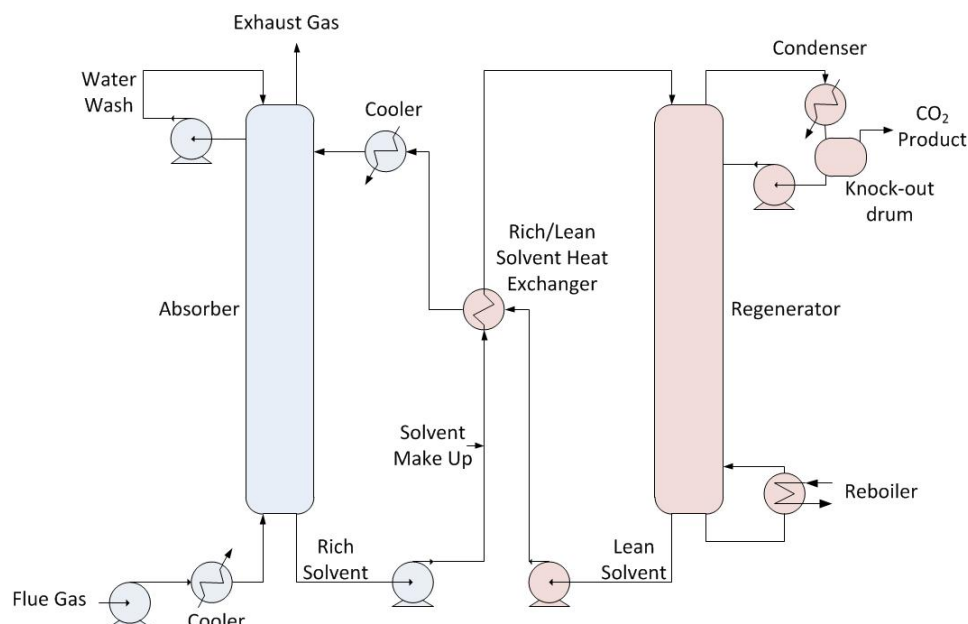 Exhaust Gas
Water
Wash
Cooler
Condenser
CO₂
Product
Knock-out
drum
Rich/Lean
Solvent Heat
Exchanger
Absorber
Regenerator
Solvent
Make Up
Reboiler
Rich
Solvent
Lean
Solvent
Flue Gas
Cooler